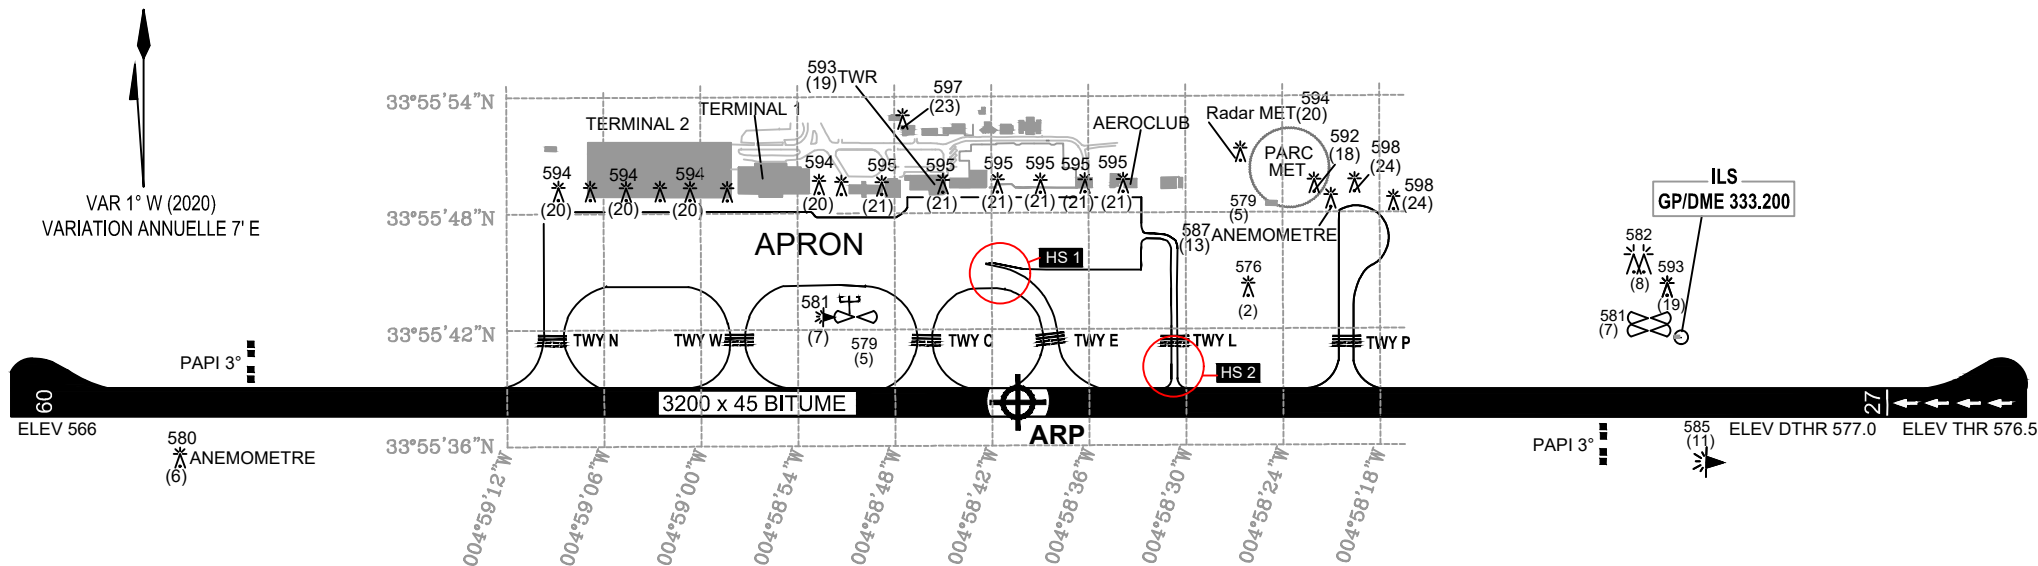 VAR 1° W (2020)
VARIATION ANNUELLE 7' E
33°55'54"N
33°55'48"N
33°55'42"N
33°55'36"N
593
(19)
TWR
597
(23)
TERMINAL 1
TERMINAL 2
AEROCLUB
Radar MET
594
(20)
592
(18)
598
(24)
598
(24)
PARC
MET
594
(20)
594
(20)
594
(20)
594
(20)
595
(21)
595
(21)
595
(21)
595
(21)
595
(21)
595
(21)
579
(5)
587
(13)
ANEMOMETRE
ILS
GP/DME 333.200
APRON
HS 1
576
(2)
582
(8)
593
(19)
581
(7)
581
(7)
579
(5)
TWY N
TWY W
TWY C
TWY E
TWY L
TWY P
PAPI 3°
HS 2
09
3200 x 45 BITUME
27
ARP
ELEV 566
ELEV DTHR 577.0
ELEV THR 576.5
580
(6)
ANEMOMETRE
PAPI 3°
585
(11)
004°59'12"W
004°59'06"W
004°59'00"W
004°58'54"W
004°58'48"W
004°58'42"W
004°58'36"W
004°58'30"W
004°58'24"W
004°58'18"W